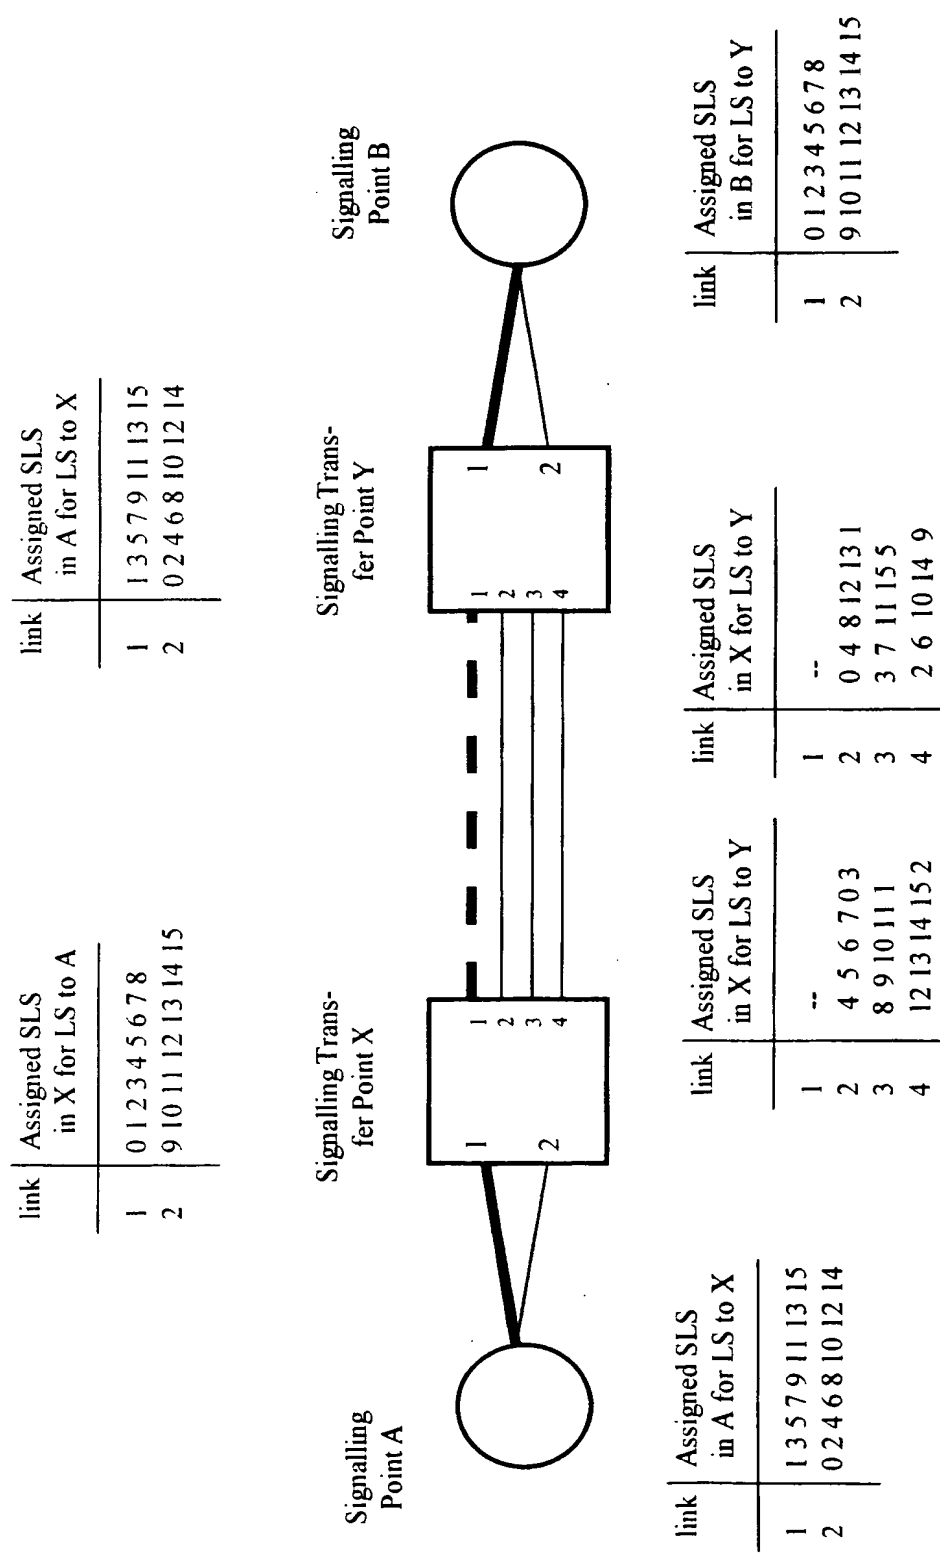 link Assigned SLS
in X for LS to A
1 0 1 2 3 4 5 6 7 8
2 9 10 11 12 13 14 15
link Assigned SLS
in A for LS to X
1 1 3 5 7 9 11 13 15
2 0 2 4 6 8 10 12 14
Signalling
Point A
Signalling Trans-
fer Point X
Signalling Trans-
fer Point Y
Signalling
Point B
1
2
1
2
3
4
1
2
3
4
1
2
link Assigned SLS
in A for LS to X
1 1 3 5 7 9 11 13 15
2 0 2 4 6 8 10 12 14
link Assigned SLS
in X for LS to Y
1 --
2 4 5 6 7 0 3
3 8 9 10 11 1
4 12 13 14 15 2
link Assigned SLS
in X for LS to Y
1 --
2 0 4 8 12 13 1
3 3 7 11 15 5
4 2 6 10 14 9
link Assigned SLS
in B for LS to Y
1 0 1 2 3 4 5 6 7 8
2 9 10 11 12 13 14 15